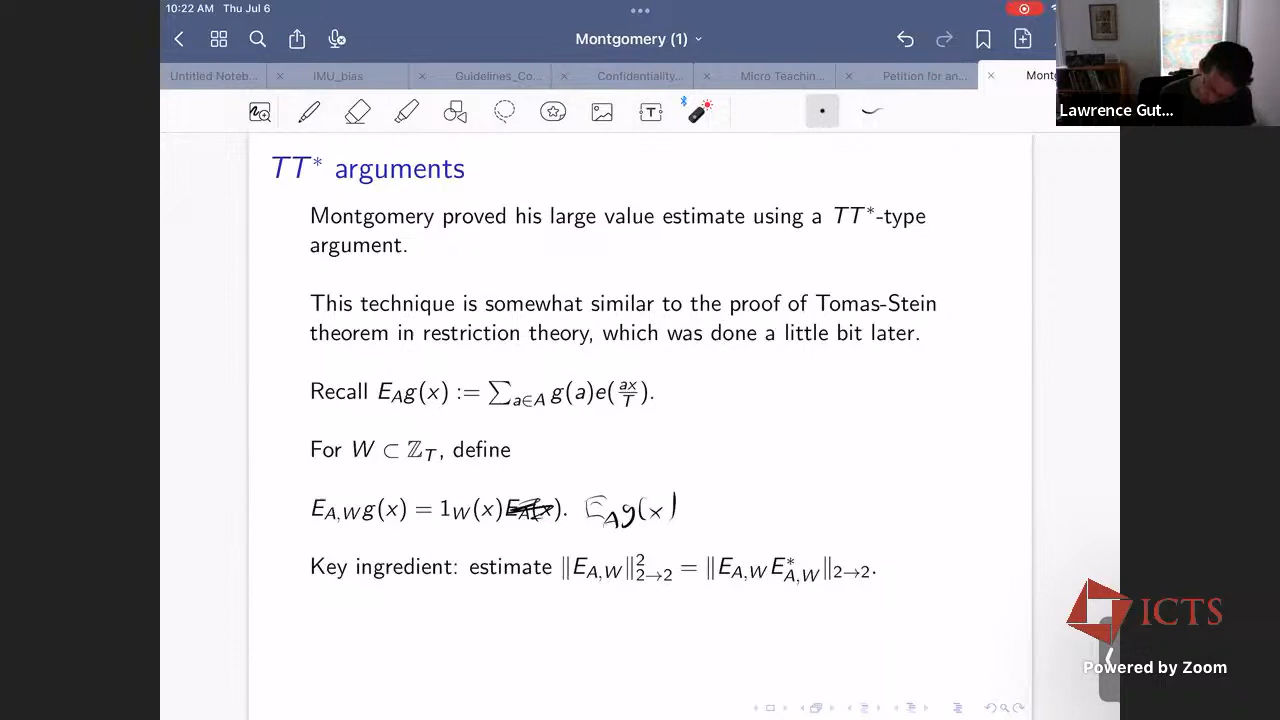 10:22 AM Thu Jul 6
Montgomery (1)
Untitled Noteb...
IMU_bias
Guidelines_Co...
Confidentiality...
Micro Teachin...
Petition for an...
Montg
Lawrence Gut...
TT* arguments
Montgomery proved his large value estimate using a TT*-type
argument.
This technique is somewhat similar to the proof of Tomas-Stein
theorem in restriction theory, which was done a little bit later.
Recall E_A g(x) := ∑_{a∈A} g(a)e(ax/T).
For W ⊂ ℤ_T, define
E_{A,W}g(x) = 1_W(x) ). E_A g(x)
Key ingredient: estimate ‖E_{A,W}‖²_{2→2} = ‖E_{A,W}E*_{A,W}‖_{2→2}.
ICTS
Powered by Zoom